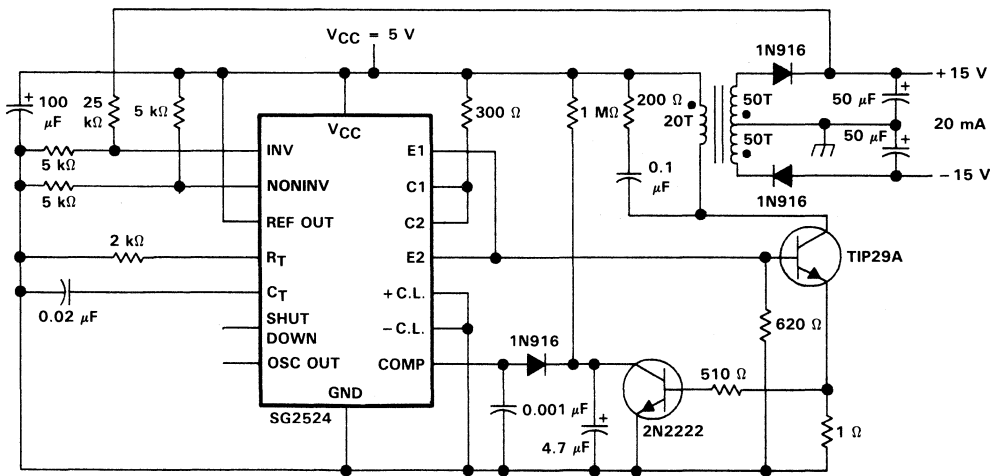 VCC = 5 V
1N916
+15 V
100
μF
25
kΩ
5 kΩ
300 Ω
1 MΩ
200 Ω
20T
50T
50T
50 μF
50 μF
20 mA
VCC
5 kΩ
INV
E1
0.1
μF
5 kΩ
NONINV
C1
1N916
−15 V
REF OUT
C2
2 kΩ
RT
E2
TIP29A
CT
+C.L.
0.02 μF
SHUT
DOWN
−C.L.
620 Ω
1N916
OSC OUT
COMP
510 Ω
GND
0.001 μF
SG2524
4.7 μF
2N2222
1 Ω
+
+
+
+